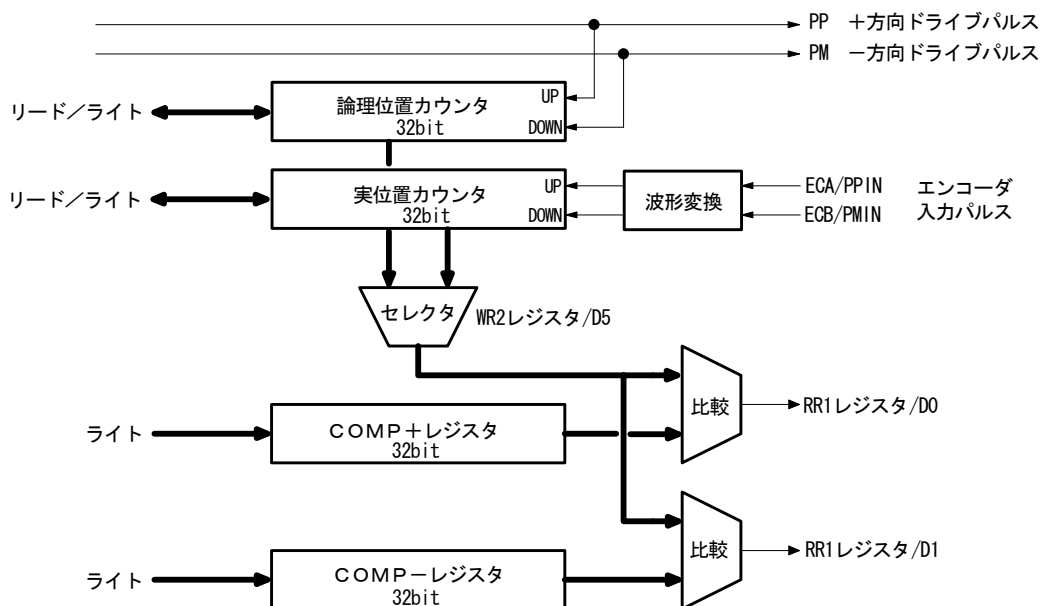 PP +方向ドライブパルス
PM −方向ドライブパルス
リード/ライト
論理位置カウンタ
32bit
UP
DOWN
リード/ライト
実位置カウンタ
32bit
UP
DOWN
波形変換
ECA/PPIN
ECB/PMIN
エンコーダ
入力パルス
セレクタ
WR2レジスタ/D5
比較
RR1レジスタ/D0
ライト
COMP+レジスタ
32bit
比較
RR1レジスタ/D1
ライト
COMP−レジスタ
32bit